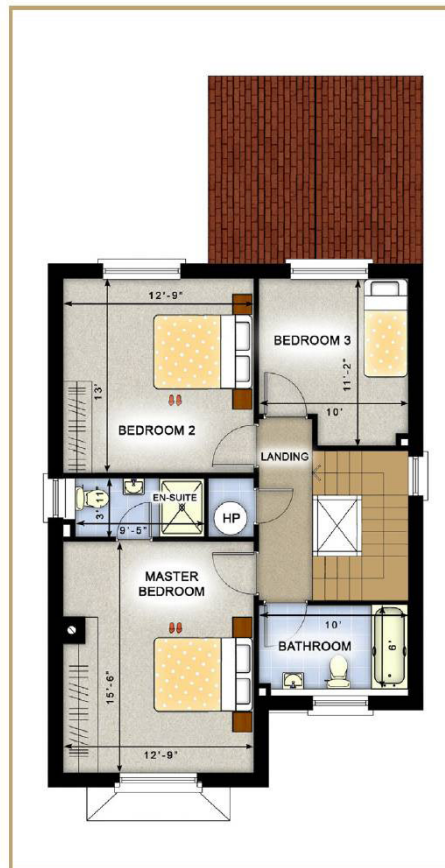 12'-9"
13'
BEDROOM 2
BEDROOM 3
11'-2"
10'
LANDING
EN-SUITE
3' 11"
9'-5"
HP
MASTER
BEDROOM
15'-6"
12'-9"
10'
BATHROOM
6'